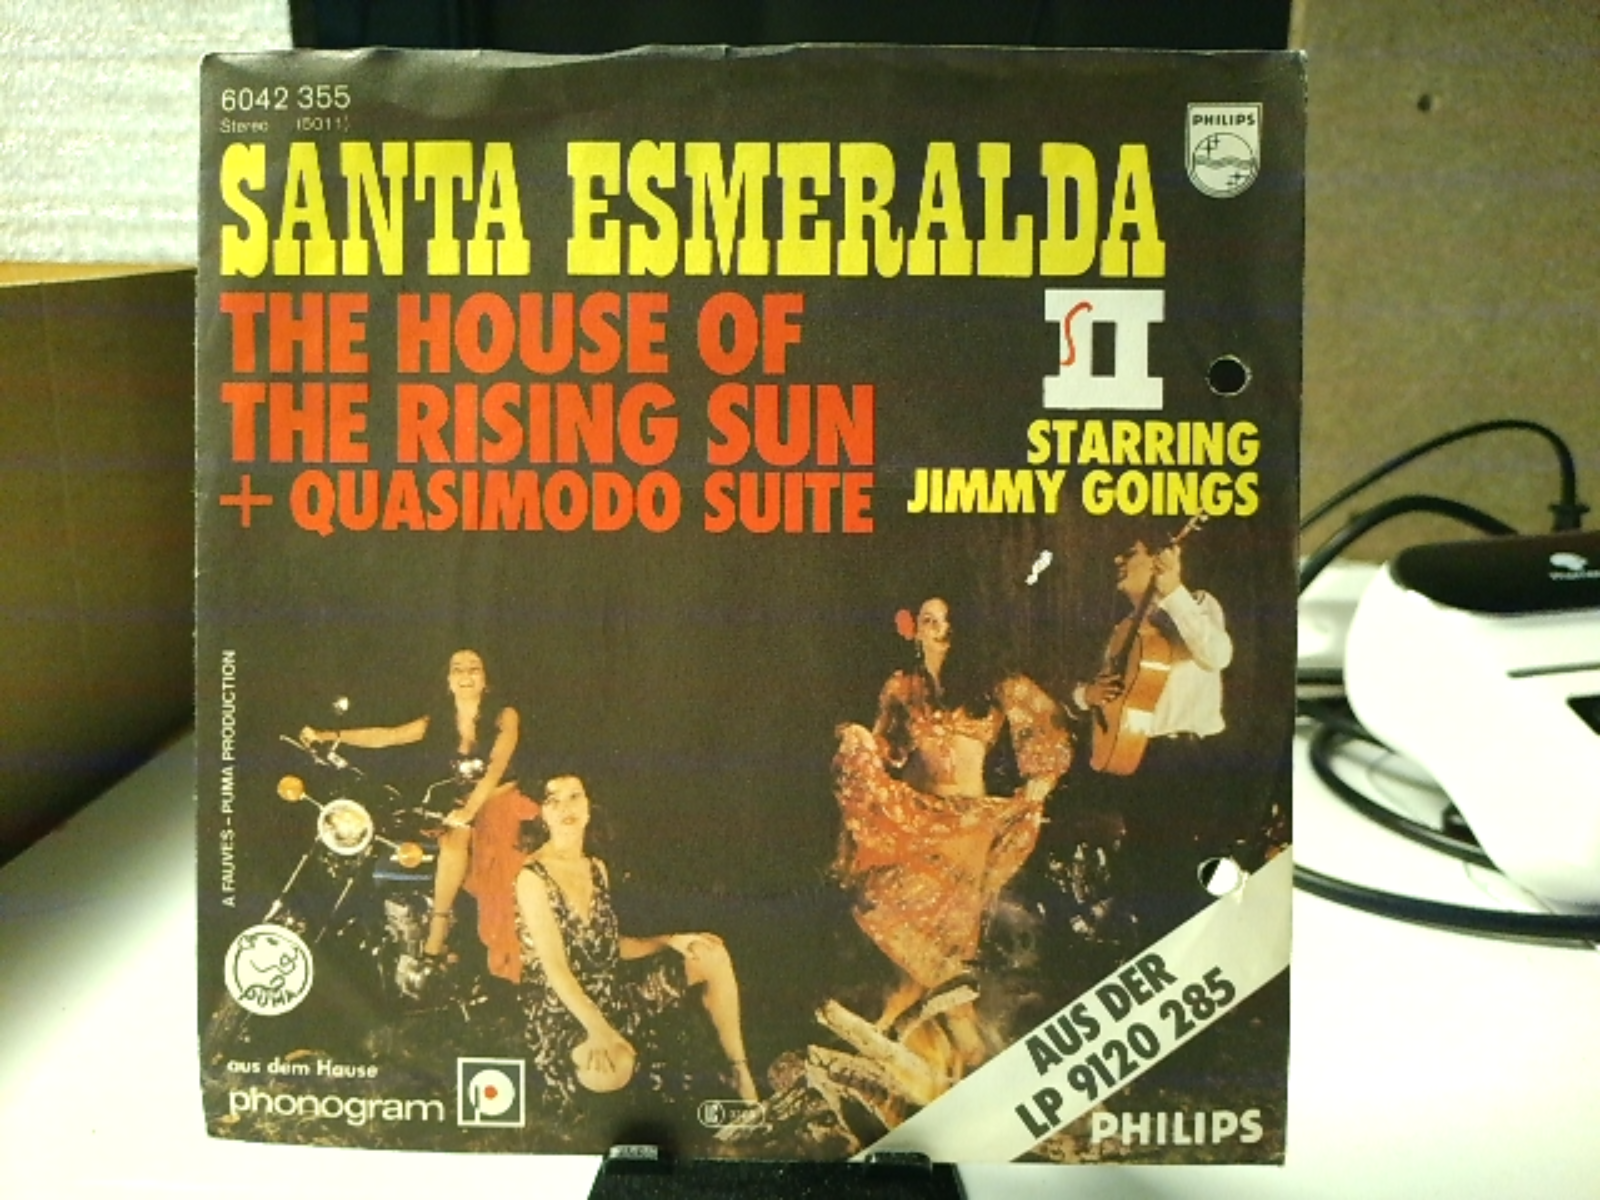 6042 355
Stereo (5011)
PHILIPS
SANTA ESMERALDA
II
THE HOUSE OF
THE RISING SUN
+ QUASIMODO SUITE
STARRING
JIMMY GOINGS
A FAUVES-PUMA PRODUCTION
PUMA
aus dem Hause
phonogram
AUS DER
LP 9120 285
PHILIPS